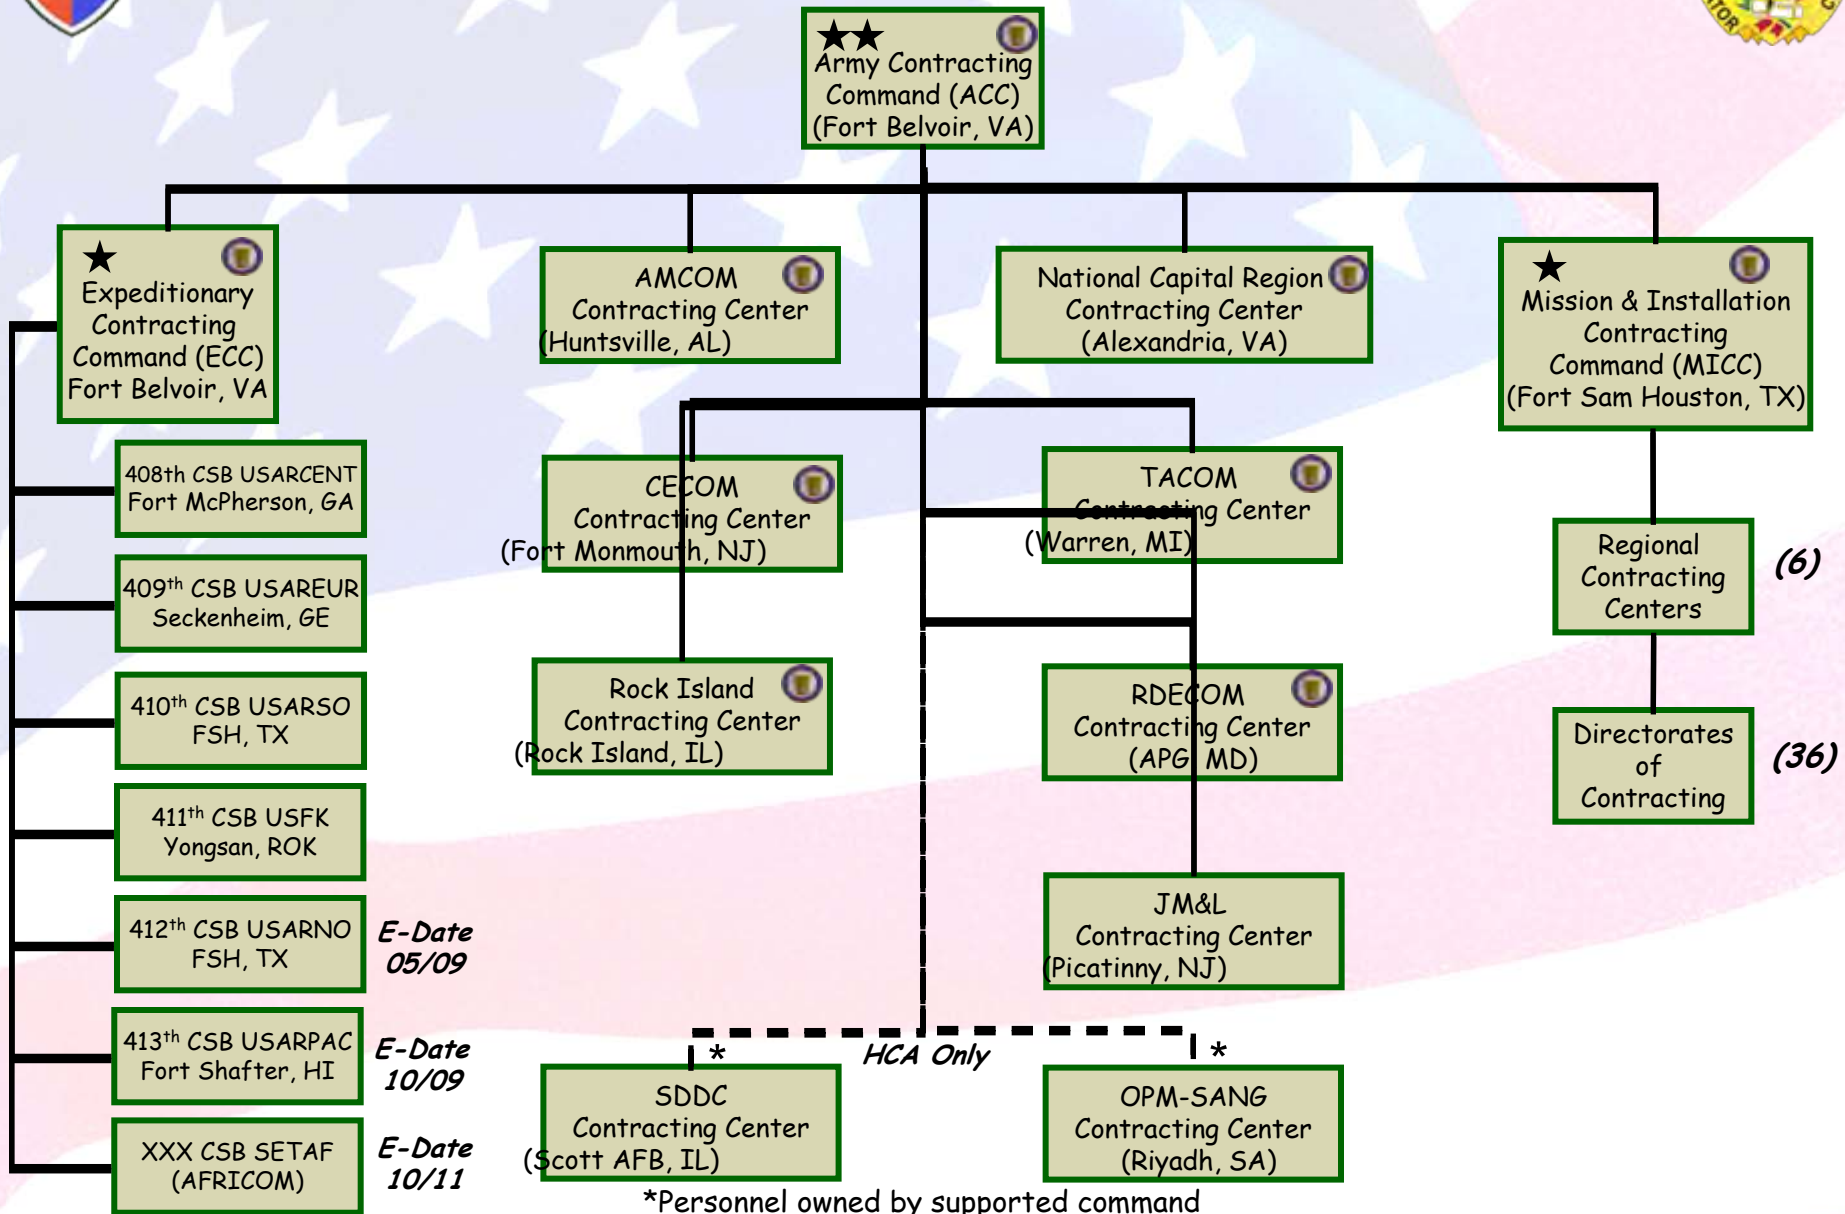 ATOR
G
Army Contracting
Command (ACC)
(Fort Belvoir, VA)
Expeditionary
Contracting
Command (ECC)
Fort Belvoir, VA
AMCOM
Contracting Center
(Huntsville, AL)
National Capital Region
Contracting Center
(Alexandria, VA)
Mission & Installation
Contracting
Command (MICC)
(Fort Sam Houston, TX)
408th CSB USARCENT
Fort McPherson, GA
409th CSB USAREUR
Seckenheim, GE
410th CSB USARSO
FSH, TX
411th CSB USFK
Yongsan, ROK
412th CSB USARNO
FSH, TX
E-Date
05/09
413th CSB USARPAC
Fort Shafter, HI
E-Date
10/09
XXX CSB SETAF
(AFRICOM)
E-Date
10/11
CECOM
Contracting Center
(Fort Monmouth, NJ)
TACOM
Contracting Center
(Warren, MI)
Rock Island
Contracting Center
(Rock Island, IL)
RDECOM
Contracting Center
(APG, MD)
JM&L
Contracting Center
(Picatinny, NJ)
Regional
Contracting
Centers
(6)
Directorates
of
Contracting
(36)
*
HCA Only
*
SDDC
Contracting Center
(Scott AFB, IL)
OPM-SANG
Contracting Center
(Riyadh, SA)
*Personnel owned by supported command